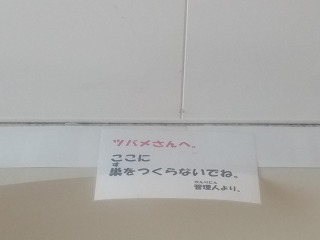 ツバメさんへ。
ここに
巣をつくらないでね。
管理人より。